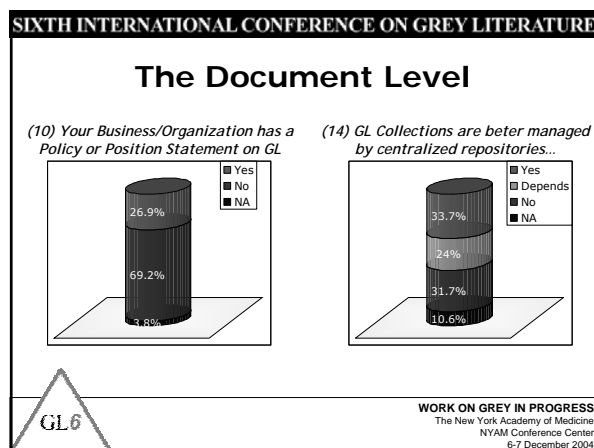 SIXTH INTERNATIONAL CONFERENCE ON GREY LITERATURE
The Document Level
(10) Your Business/Organization has a
Policy or Position Statement on GL
Yes
No
NA
26.9%
69.2%
3.8%
(14) GL Collections are beter managed
by centralized repositories...
Yes
Depends
No
NA
33.7%
24%
31.7%
10.6%
GL6
WORK ON GREY IN PROGRESS
The New York Academy of Medicine
NYAM Conference Center
6-7 December 2004